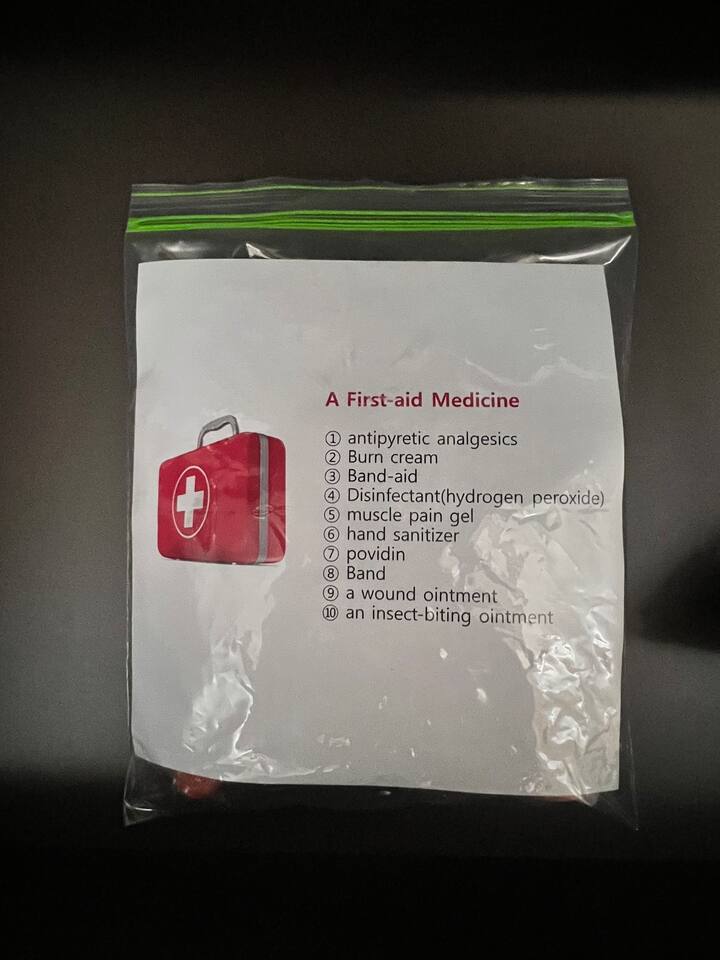 A First-aid Medicine
① antipyretic analgesics
② Burn cream
③ Band-aid
④ Disinfectant(hydrogen peroxide)
⑤ muscle pain gel
⑥ hand sanitizer
⑦ povidin
⑧ Band
⑨ a wound ointment
⑩ an insect-biting ointment